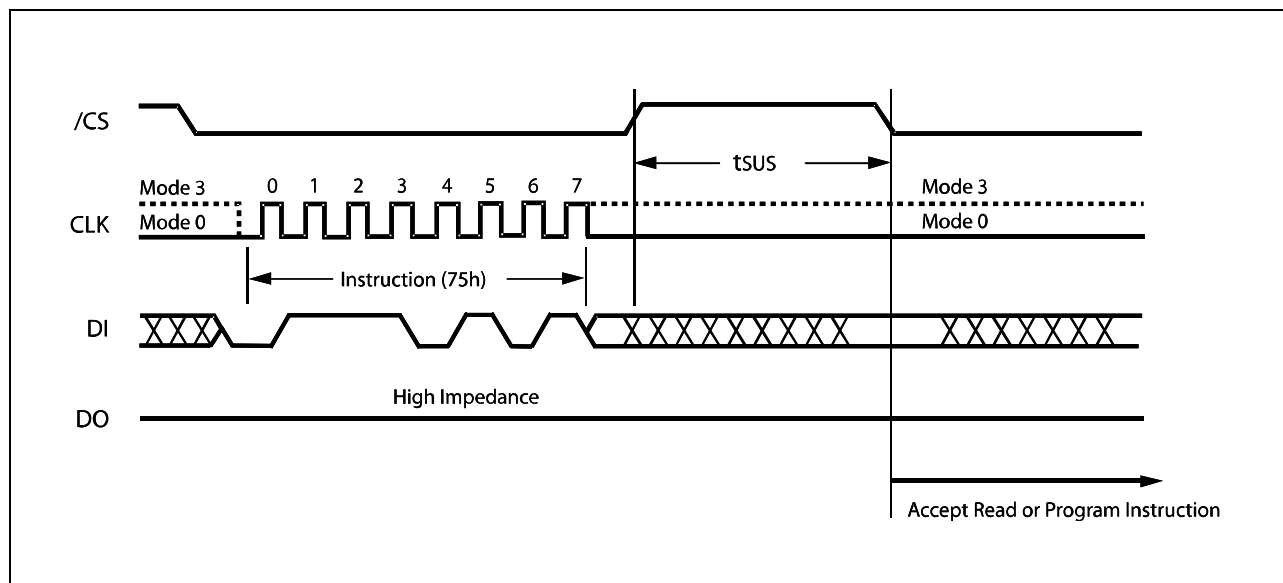 /CS
tSUS
Mode 3 0 1 2 3 4 5 6 7 Mode 3
CLK Mode 0 Mode 0
Instruction (75h)
DI
High Impedance
DO
Accept Read or Program Instruction